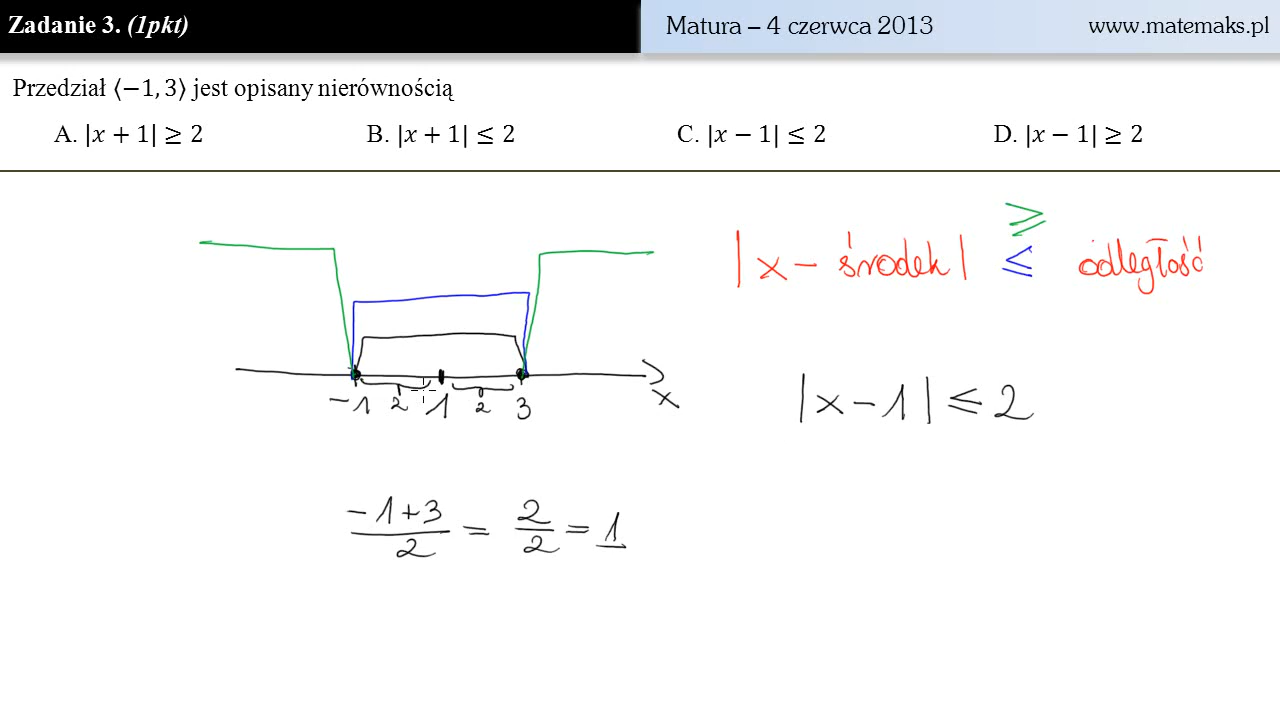 Zadanie 3. (1pkt)
Matura – 4 czerwca 2013
www.matemaks.pl
Przedział ⟨−1, 3⟩ jest opisany nierównością
A. |x + 1| ≥ 2 B. |x + 1| ≤ 2 C. |x − 1| ≤ 2 D. |x − 1| ≥ 2
≥
|x − środek| ≤ odległość
−1 2 1 2 3 x
|x−1| ≤ 2
(−1+3)/2 = 2/2 = 1